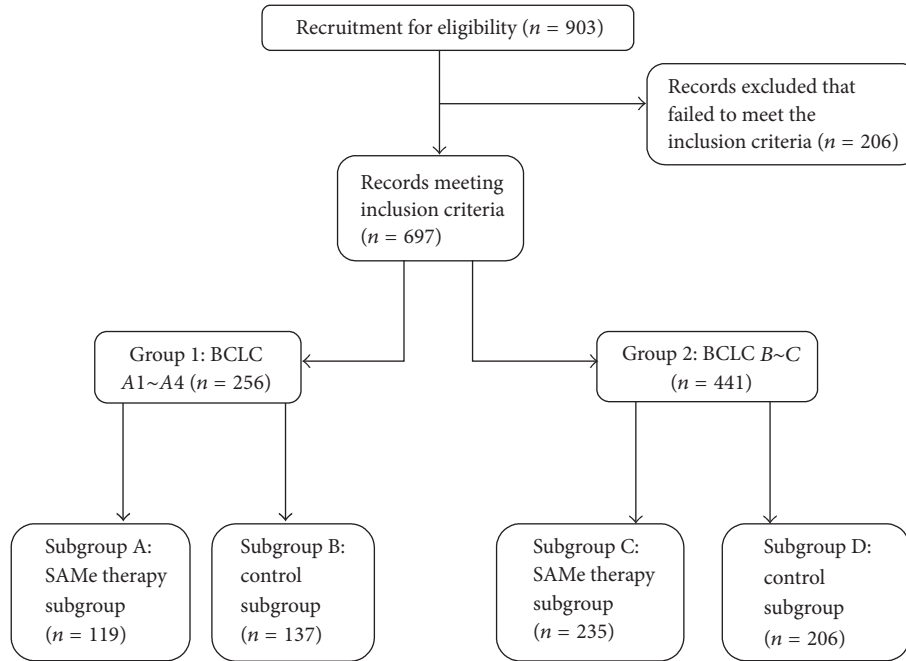 Recruitment for eligibility (n = 903)
Records excluded that
failed to meet the
inclusion criteria (n = 206)
Records meeting
inclusion criteria
(n = 697)
Group 1: BCLC
A1~A4 (n = 256)
Group 2: BCLC B~C
(n = 441)
Subgroup A:
SAMe therapy
subgroup
(n = 119)
Subgroup B:
control
subgroup
(n = 137)
Subgroup C:
SAMe therapy
subgroup
(n = 235)
Subgroup D:
control
subgroup
(n = 206)